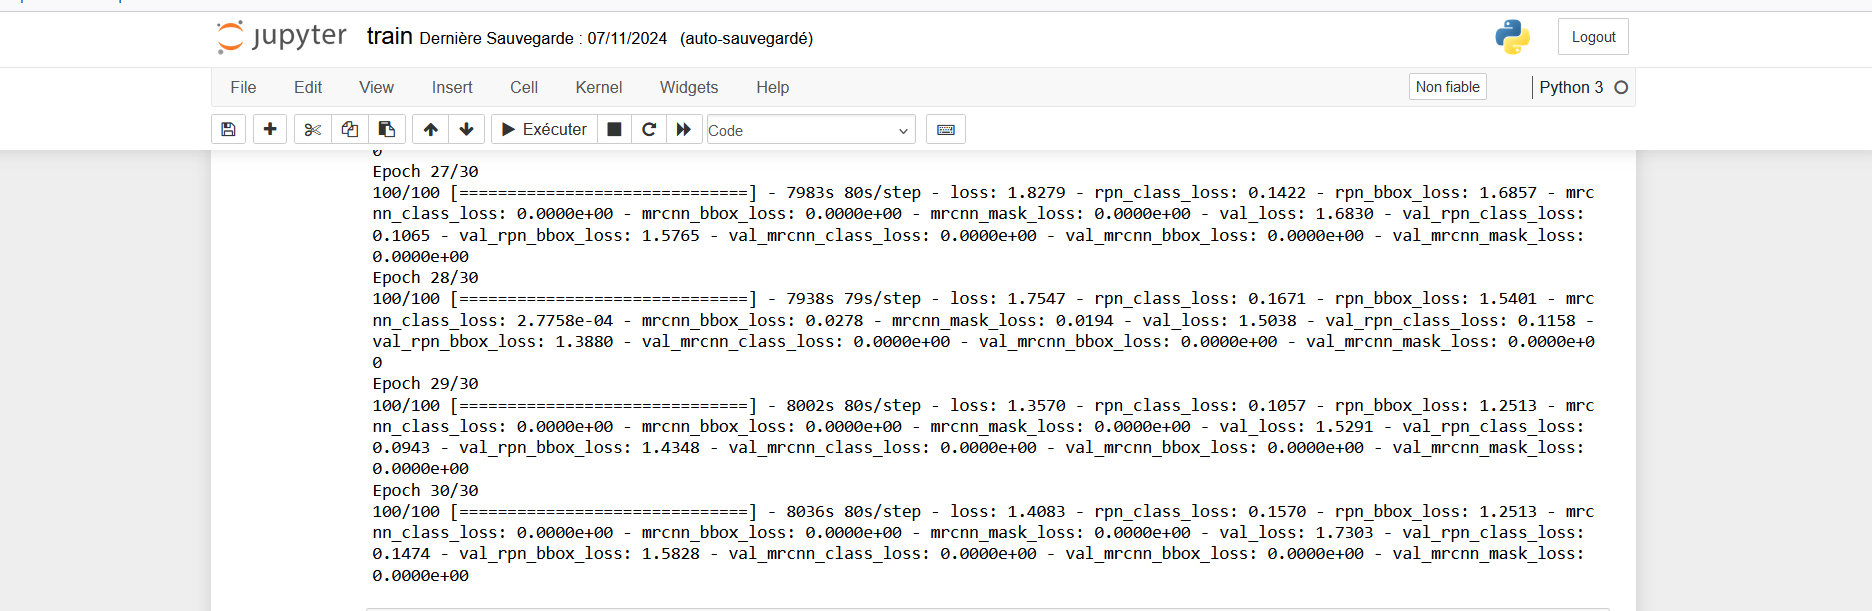 jupyter train Dernière Sauvegarde : 07/11/2024 (auto-sauvegardé) Logout
File Edit View Insert Cell Kernel Widgets Help Non fiable Python 3
Exécuter Code
0
Epoch 27/30
100/100 [==============================] - 7983s 80s/step - loss: 1.8279 - rpn_class_loss: 0.1422 - rpn_bbox_loss: 1.6857 - mrc
nn_class_loss: 0.0000e+00 - mrcnn_bbox_loss: 0.0000e+00 - mrcnn_mask_loss: 0.0000e+00 - val_loss: 1.6830 - val_rpn_class_loss:
0.1065 - val_rpn_bbox_loss: 1.5765 - val_mrcnn_class_loss: 0.0000e+00 - val_mrcnn_bbox_loss: 0.0000e+00 - val_mrcnn_mask_loss:
0.0000e+00
Epoch 28/30
100/100 [==============================] - 7938s 79s/step - loss: 1.7547 - rpn_class_loss: 0.1671 - rpn_bbox_loss: 1.5401 - mrc
nn_class_loss: 2.7758e-04 - mrcnn_bbox_loss: 0.0278 - mrcnn_mask_loss: 0.0194 - val_loss: 1.5038 - val_rpn_class_loss: 0.1158 -
val_rpn_bbox_loss: 1.3880 - val_mrcnn_class_loss: 0.0000e+00 - val_mrcnn_bbox_loss: 0.0000e+00 - val_mrcnn_mask_loss: 0.0000e+0
0
Epoch 29/30
100/100 [==============================] - 8002s 80s/step - loss: 1.3570 - rpn_class_loss: 0.1057 - rpn_bbox_loss: 1.2513 - mrc
nn_class_loss: 0.0000e+00 - mrcnn_bbox_loss: 0.0000e+00 - mrcnn_mask_loss: 0.0000e+00 - val_loss: 1.5291 - val_rpn_class_loss:
0.0943 - val_rpn_bbox_loss: 1.4348 - val_mrcnn_class_loss: 0.0000e+00 - val_mrcnn_bbox_loss: 0.0000e+00 - val_mrcnn_mask_loss:
0.0000e+00
Epoch 30/30
100/100 [==============================] - 8036s 80s/step - loss: 1.4083 - rpn_class_loss: 0.1570 - rpn_bbox_loss: 1.2513 - mrc
nn_class_loss: 0.0000e+00 - mrcnn_bbox_loss: 0.0000e+00 - mrcnn_mask_loss: 0.0000e+00 - val_loss: 1.7303 - val_rpn_class_loss:
0.1474 - val_rpn_bbox_loss: 1.5828 - val_mrcnn_class_loss: 0.0000e+00 - val_mrcnn_bbox_loss: 0.0000e+00 - val_mrcnn_mask_loss:
0.0000e+00